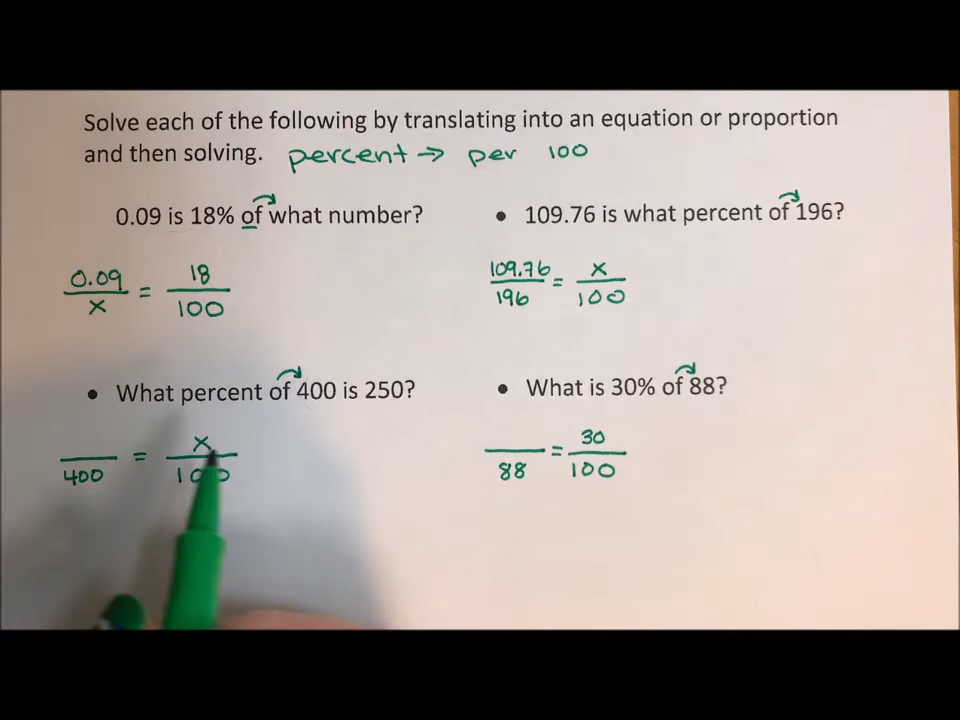 Solve each of the following by translating into an equation or proportion
and then solving. percent → per 100
0.09 is 18% of what number?
0.09/x = 18/100
• 109.76 is what percent of 196?
109.76/196 = x/100
• What percent of 400 is 250?
/400 = x/100
• What is 30% of 88?
/88 = 30/100